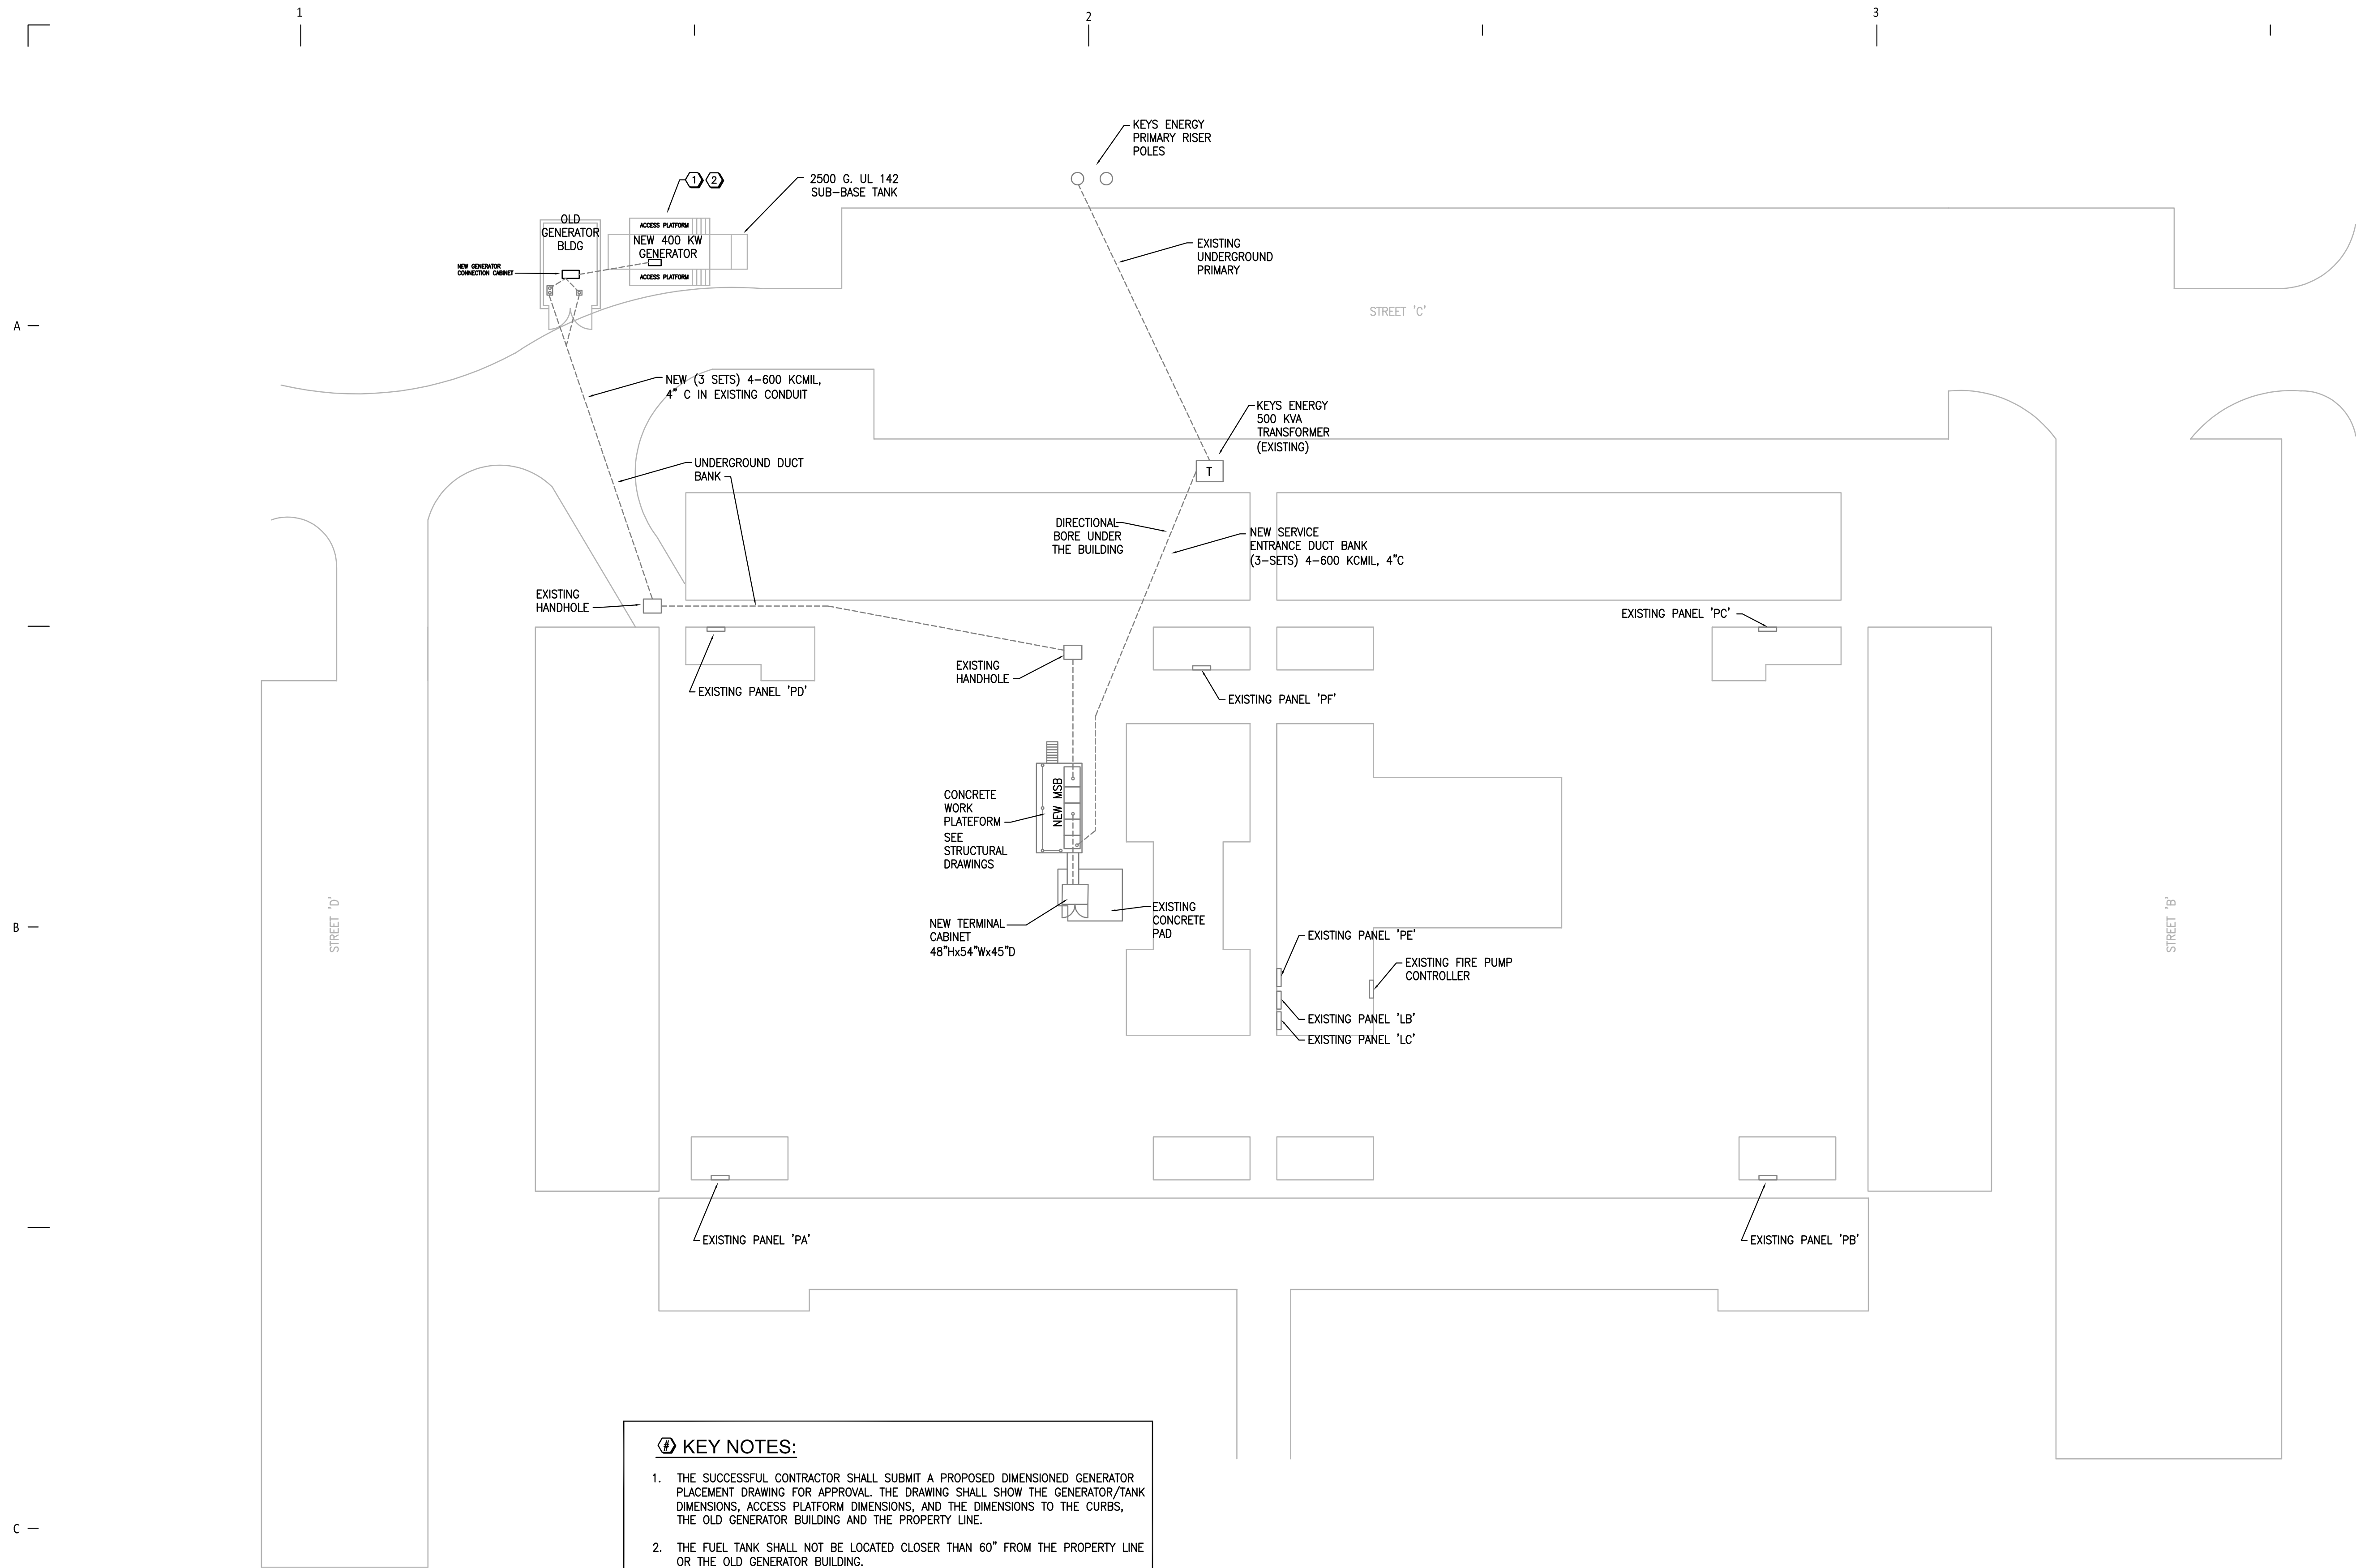 1
2
3
KEYS ENERGY
PRIMARY RISER
POLES
1 2
2500 G. UL 142
SUB-BASE TANK
OLD
GENERATOR
BLDG
ACCESS PLATFORM
NEW 400 KW
GENERATOR
ACCESS PLATFORM
NEW GENERATOR
CONNECTION CABINET
EXISTING
UNDERGROUND
PRIMARY
STREET 'C'
A
NEW (3 SETS) 4-600 KCMIL,
4" C IN EXISTING CONDUIT
KEYS ENERGY
500 KVA
TRANSFORMER
(EXISTING)
T
UNDERGROUND DUCT
BANK
DIRECTIONAL
BORE UNDER
THE BUILDING
NEW SERVICE
ENTRANCE DUCT BANK
(3-SETS) 4-600 KCMIL, 4"C
EXISTING
HANDHOLE
EXISTING PANEL 'PC'
EXISTING
HANDHOLE
EXISTING PANEL 'PD'
EXISTING PANEL 'PF'
NEW MSB
CONCRETE
WORK
PLATEFORM
SEE
STRUCTURAL
DRAWINGS
STREET 'D'
STREET 'B'
B
NEW TERMINAL
CABINET
48"Hx54"Wx45"D
EXISTING
CONCRETE
PAD
EXISTING PANEL 'PE'
EXISTING FIRE PUMP
CONTROLLER
EXISTING PANEL 'LB'
EXISTING PANEL 'LC'
EXISTING PANEL 'PA'
EXISTING PANEL 'PB'
# KEY NOTES:
1. THE SUCCESSFUL CONTRACTOR SHALL SUBMIT A PROPOSED DIMENSIONED GENERATOR
PLACEMENT DRAWING FOR APPROVAL. THE DRAWING SHALL SHOW THE GENERATOR/TANK
DIMENSIONS, ACCESS PLATFORM DIMENSIONS, AND THE DIMENSIONS TO THE CURBS,
THE OLD GENERATOR BUILDING AND THE PROPERTY LINE.
C
2. THE FUEL TANK SHALL NOT BE LOCATED CLOSER THAN 60" FROM THE PROPERTY LINE
OR THE OLD GENERATOR BUILDING.